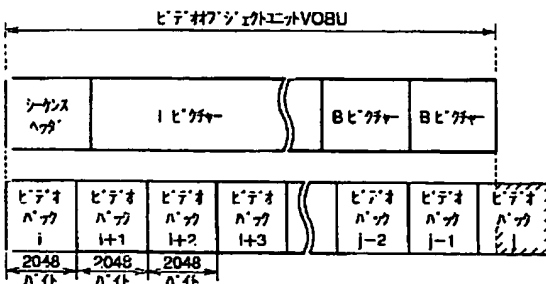 ビデオオブジェクトユニットVOBU
シーケンス
ヘッダ
I ピクチャー
B ピクチャー
B ピクチャー
ビデオ
パック
i
ビデオ
パック
i+1
ビデオ
パック
i+2
ビデオ
パック
i+3
ビデオ
パック
j-2
ビデオ
パック
j-1
ビデオ
パック
j
2048
バイト
2048
バイト
2048
バイト